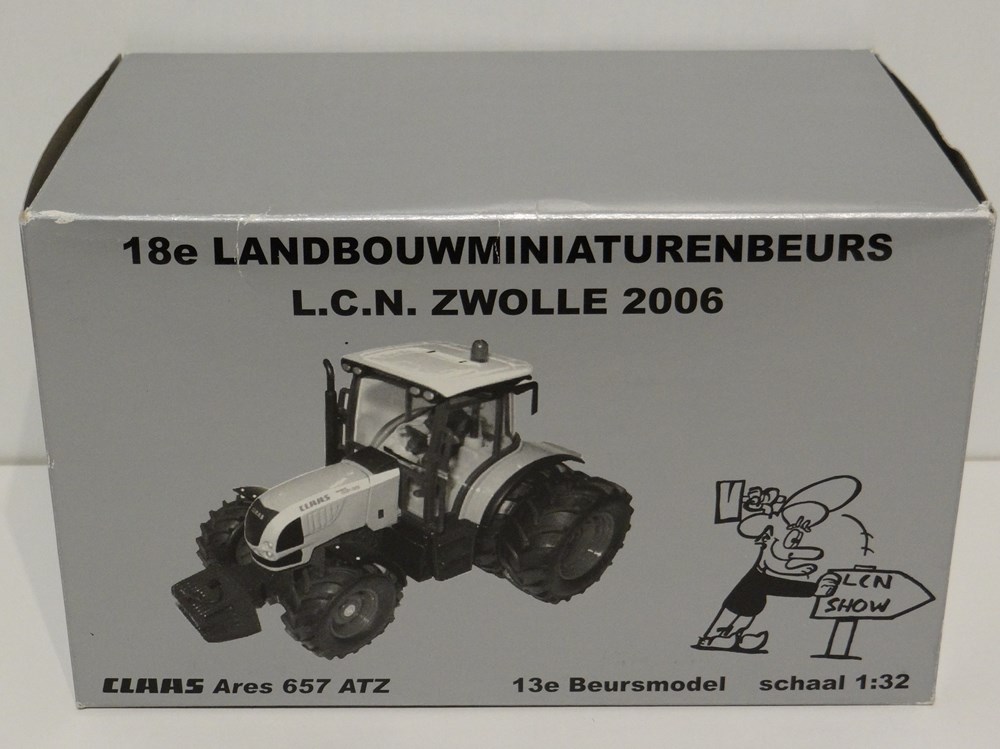 18e LANDBOUWMINIATURENBEURS
L.C.N. ZWOLLE 2006
CLAAS
LCN
SHOW
CLAAS Ares 657 ATZ 13e Beursmodel schaal 1:32